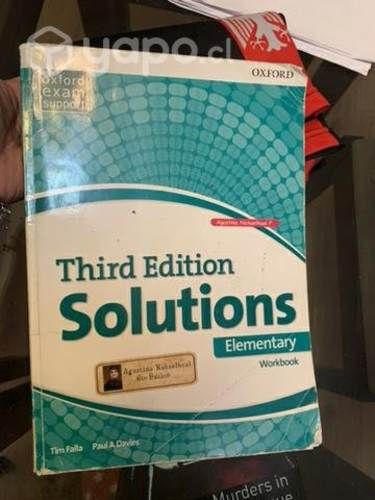 yapo.cl
OXFORD
oxford
exam
support
Third Edition
Solutions
Elementary
Workbook
Tim Falla Paul A Davies
Murders in